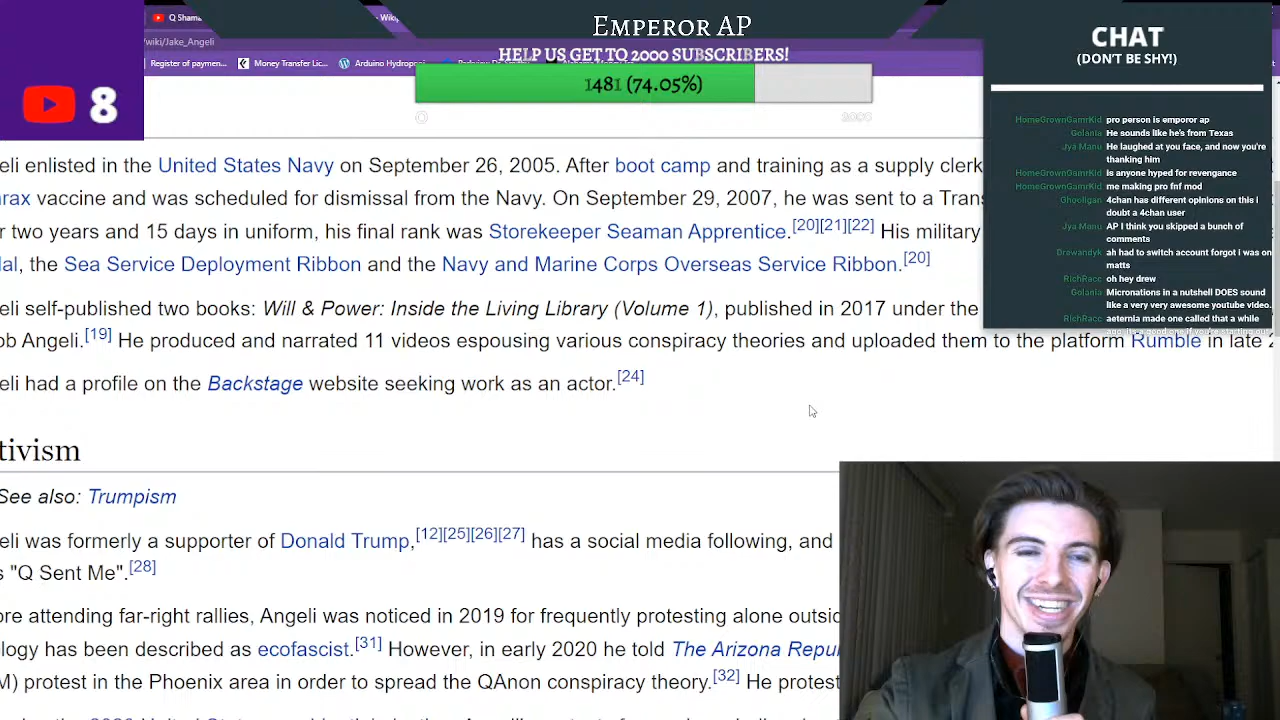 Q Sham
- Wiki
/wiki/Jake_Angeli
Register of paymen...
Money Transfer Lic...
Arduino Hydropo
8
EMPEROR AP
HELP US GET TO 2000 SUBSCRIBERS!
1481 (74.05%)
0
2000
CHAT
(DON'T BE SHY!)
HomeGrownGamrKid pro person is emporor ap
Golania He sounds like he's from Texas
Jya Manu He laughed at you face, and now you're
thanking him
HomeGrownGamrKid is anyone hyped for revengance
HomeGrownGamrKid me making pro fnf mod
Ghooligan 4chan has different opinions on this i
doubt a 4chan user
Jya Manu AP I think you skipped a bunch of
comments
Drewandyk ah had to switch account forgot I was on
matts
RichRacc oh hey drew
Golania Micronations in a nutshell DOES sound
like a very very awesome youtube video.
RichRacc aeternia made one called that a while
eli enlisted in the United States Navy on September 26, 2005. After boot camp and training as a supply clerk
rax vaccine and was scheduled for dismissal from the Navy. On September 29, 2007, he was sent to a Trans
r two years and 15 days in uniform, his final rank was Storekeeper Seaman Apprentice.[20][21][22] His military
dal, the Sea Service Deployment Ribbon and the Navy and Marine Corps Overseas Service Ribbon.[20]
geli self-published two books: Will & Power: Inside the Living Library (Volume 1), published in 2017 under the
ob Angeli.[19] He produced and narrated 11 videos espousing various conspiracy theories and uploaded them to the platform Rumble in late 2
eli had a profile on the Backstage website seeking work as an actor.[24]
tivism
See also: Trumpism
eli was formerly a supporter of Donald Trump,[12][25][26][27] has a social media following, and
s "Q Sent Me".[28]
ore attending far-right rallies, Angeli was noticed in 2019 for frequently protesting alone outsid
logy has been described as ecofascist.[31] However, in early 2020 he told The Arizona Repu
M) protest in the Phoenix area in order to spread the QAnon conspiracy theory.[32] He protest